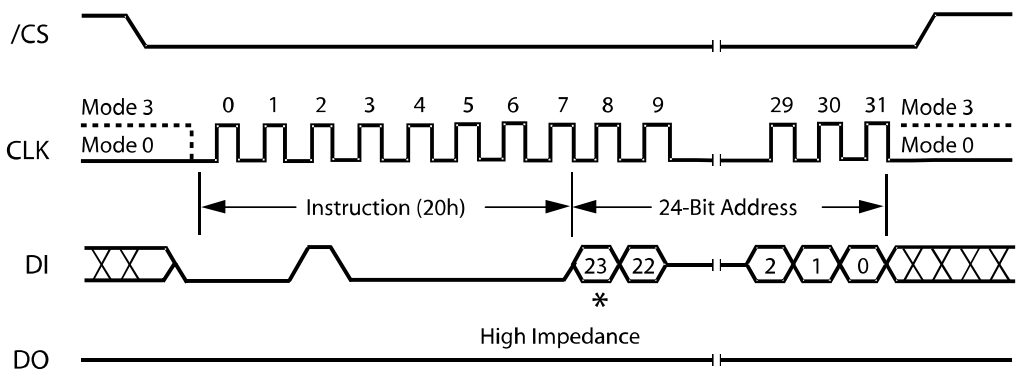 /CS
Mode 3
0 1 2 3 4 5 6 7 8 9 29 30 31
Mode 3
CLK
Mode 0
Mode 0
Instruction (20h)
24-Bit Address
DI
23 22 2 1 0
*
High Impedance
DO